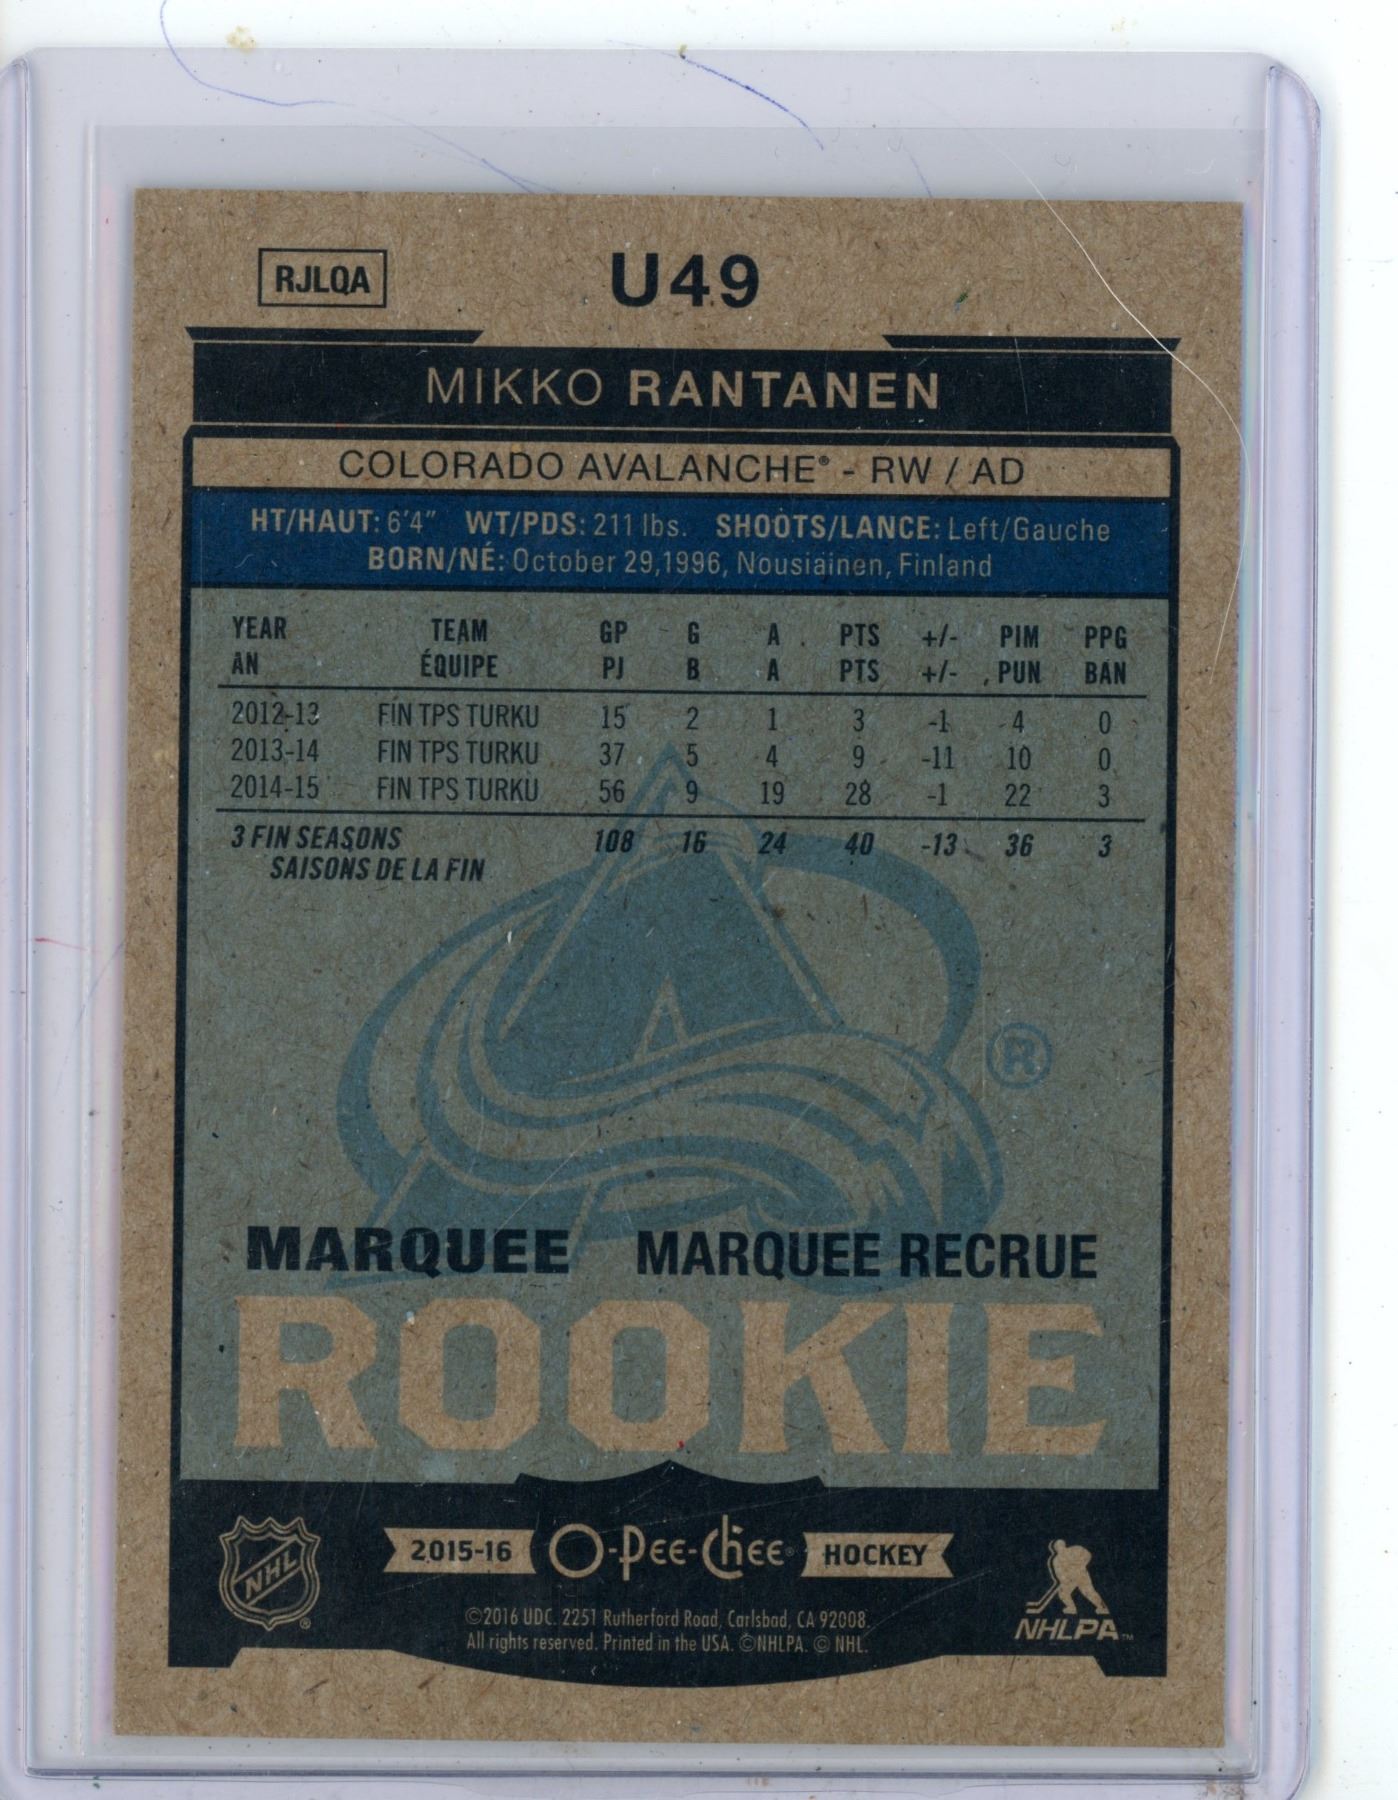 RJLQA
U49
MIKKO RANTANEN
COLORADO AVALANCHE® - RW / AD
HT/HAUT: 6'4" WT/PDS: 211 lbs. SHOOTS/LANCE: Left/Gauche
BORN/NÉ: October 29,1996, Nousiainen, Finland
YEAR TEAM GP G A PTS +/- PIM PPG
AN ÉQUIPE PJ B A PTS +/- PUN BAN
2012-13 FIN TPS TURKU 15 2 1 3 -1 4 0
2013-14 FIN TPS TURKU 37 5 4 9 -11 10 0
2014-15 FIN TPS TURKU 56 9 19 28 -1 22 3
3 FIN SEASONS 108 16 24 40 -13 36 3
SAISONS DE LA FIN
®
MARQUEE MARQUEE RECRUE
ROOKIE
NHL ®
2015-16 O-Pee-Chee® HOCKEY
NHLPA™
©2016 UDC. 2251 Rutherford Road, Carlsbad, CA 92008.
All rights reserved. Printed in the USA. ©NHLPA. © NHL.